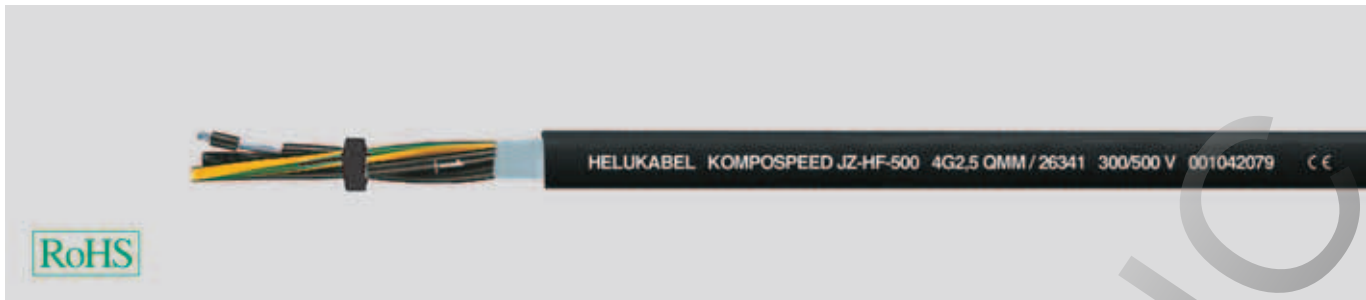 HELUKABEL KOMPOSPEED JZ-HF-500 4G2,5 QMM / 26341 300/500 V 001042079 CE
RoHS